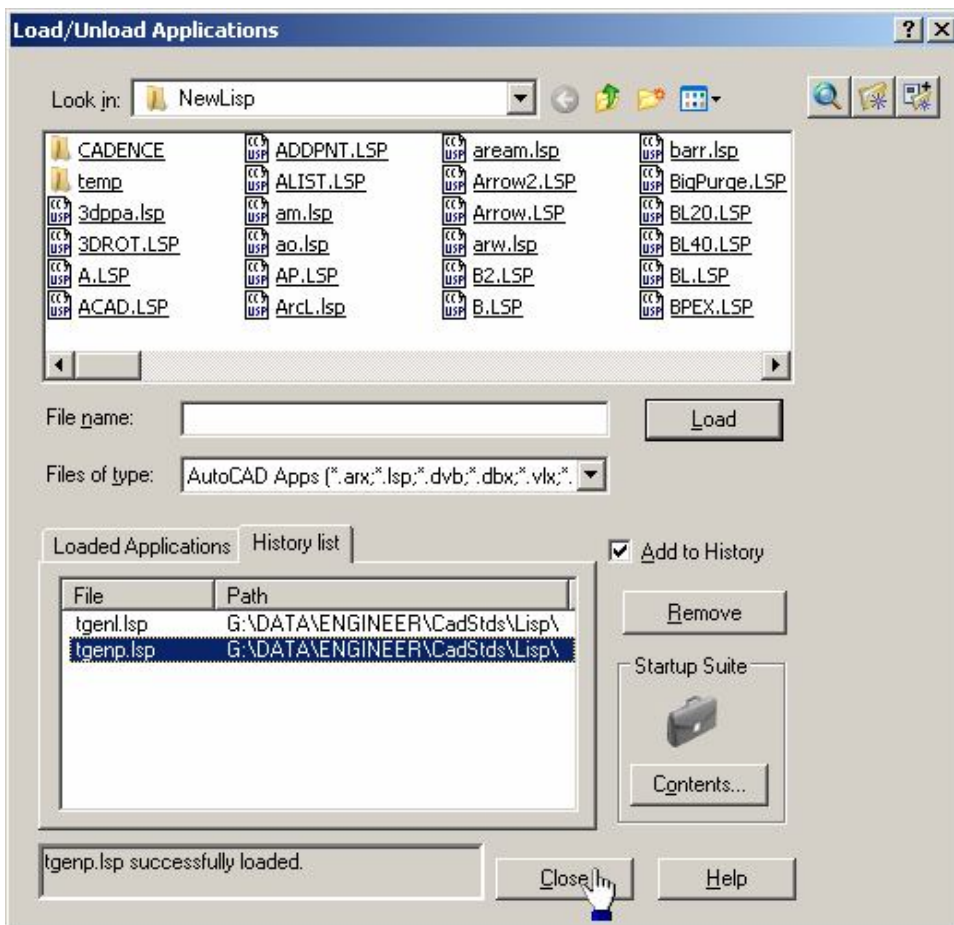 Load/Unload Applications
Look in: NewLisp
CADENCE ADDPNT.LSP aream.lsp barr.lsp
temp ALIST.LSP Arrow2.LSP BigPurge.LSP
3dppa.lsp am.lsp Arrow.LSP BL20.LSP
3DROT.LSP ao.lsp arw.lsp BL40.LSP
A.LSP AP.LSP B2.LSP BL.LSP
ACAD.LSP ArcL.lsp B.LSP BPEX.LSP
File name: Load
Files of type: AutoCAD Apps (*.arx;*.lsp;*.dvb;*.dbx;*.vlx;*.
Loaded Applications History list Add to History
File Path
tgenl.lsp G:\DATA\ENGINEER\CadStds\Lisp\
tgenp.lsp G:\DATA\ENGINEER\CadStds\Lisp\
Remove
Startup Suite
Contents...
tgenp.lsp successfully loaded.
Close Help